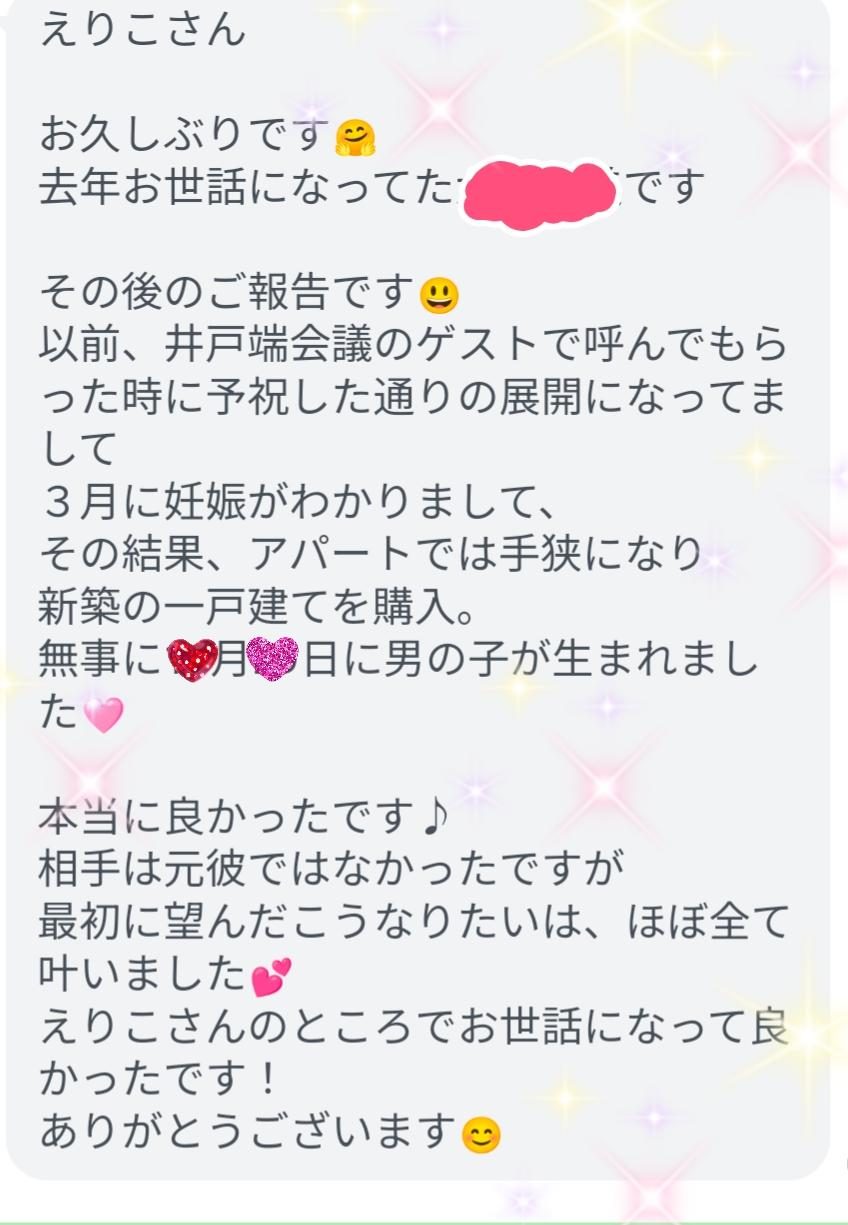 えりこさん
お久しぶりです🤗
去年お世話になってた です
その後のご報告です😃
以前、井戸端会議のゲストで呼んでもら
った時に予祝した通りの展開になってま
して
３月に妊娠がわかりまして、
その結果、アパートでは手狭になり
新築の一戸建てを購入。
無事に 月 日に男の子が生まれまし
た🩷
本当に良かったです♪
相手は元彼ではなかったですが
最初に望んだこうなりたいは、ほぼ全て
叶いました💕
えりこさんのところでお世話になって良
かったです！
ありがとうございます😊